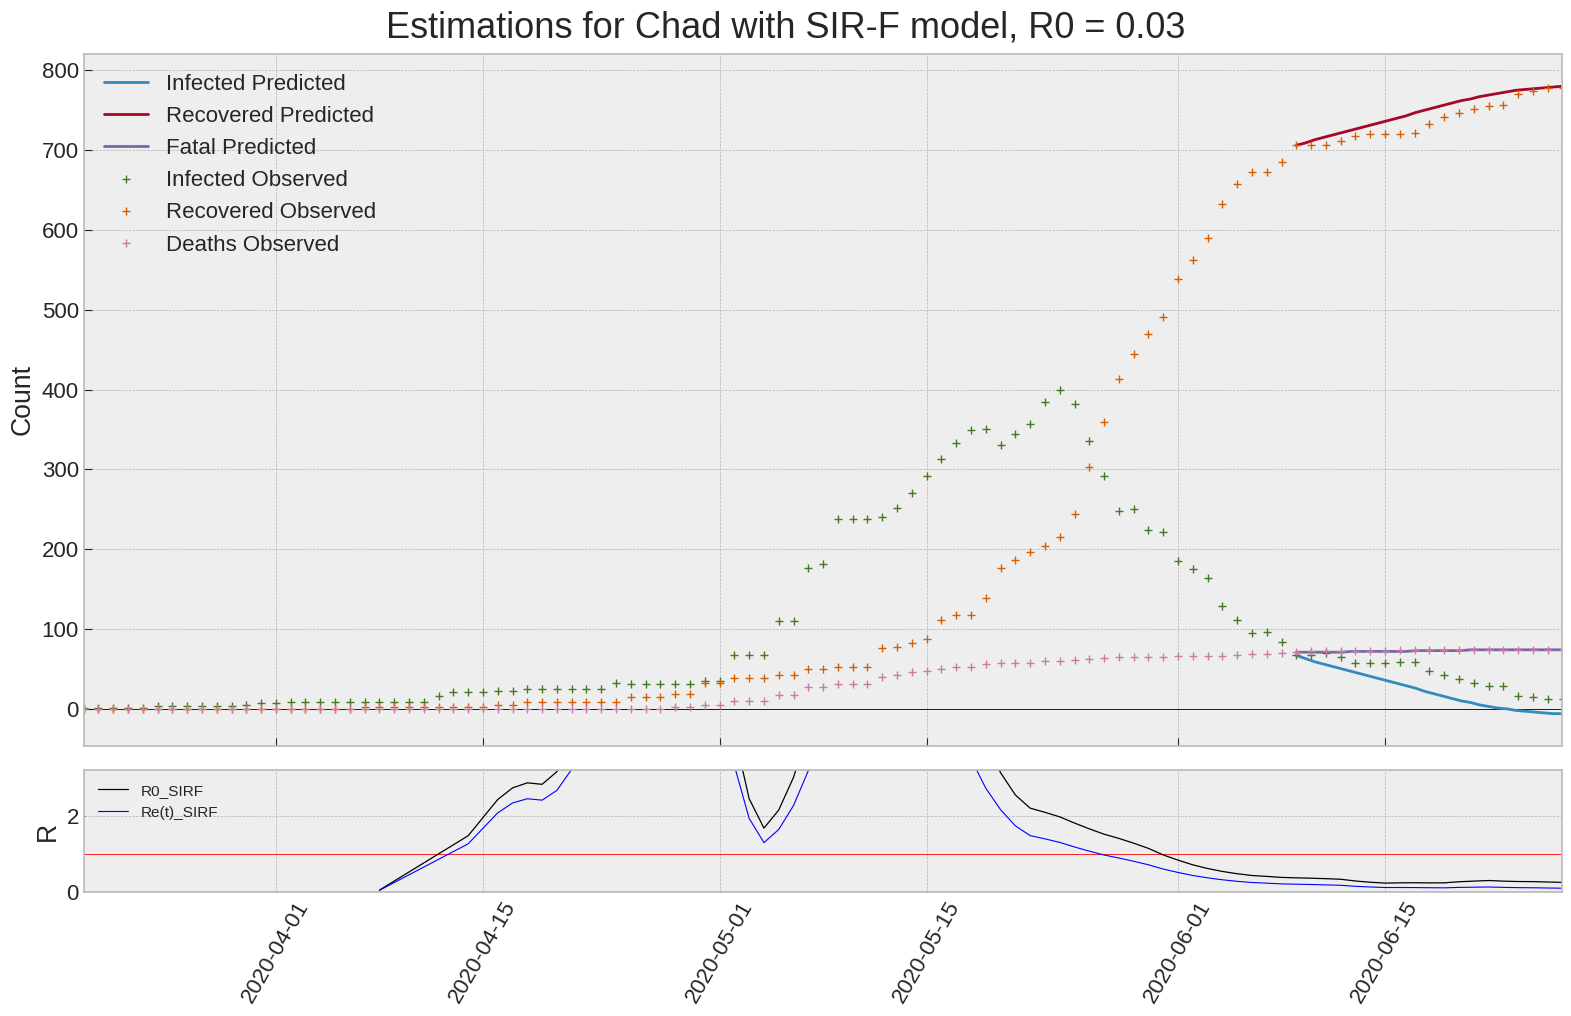 Estimations for Chad with SIR-F model, R0 = 0.03
800
700
600
500
400
300
200
100
0
Count
Infected Predicted
Recovered Predicted
Fatal Predicted
Infected Observed
Recovered Observed
Deaths Observed
2
0
R
R0_SIRF
Re(t)_SIRF
2020-04-01
2020-04-15
2020-05-01
2020-05-15
2020-06-01
2020-06-15